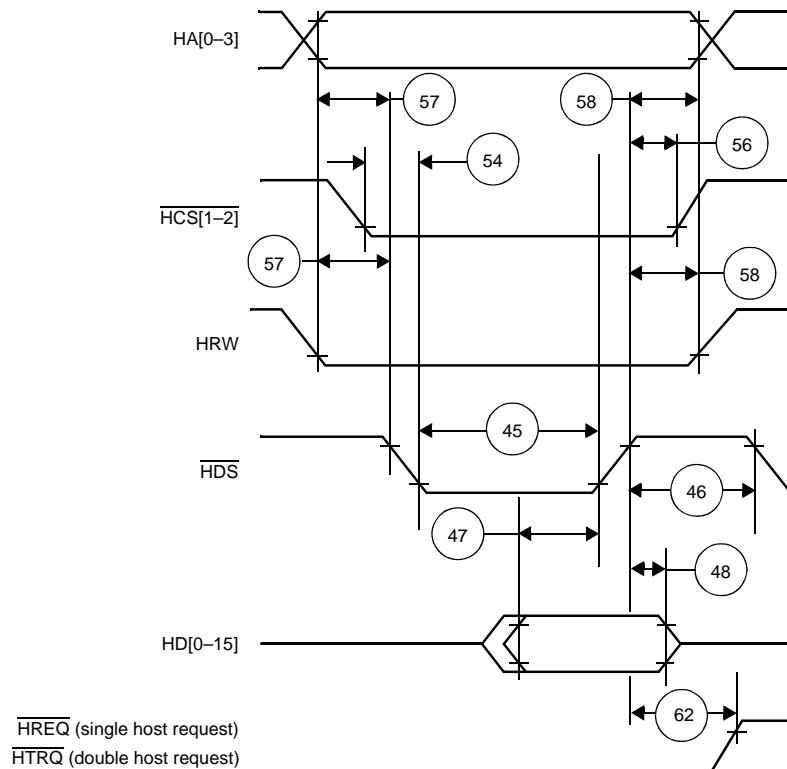 HA[0–3]
57
58
56
54
HCS[1–2]
57
58
HRW
45
HDS
46
47
48
HD[0–15]
62
HREQ (single host request)
HTRQ (double host request)